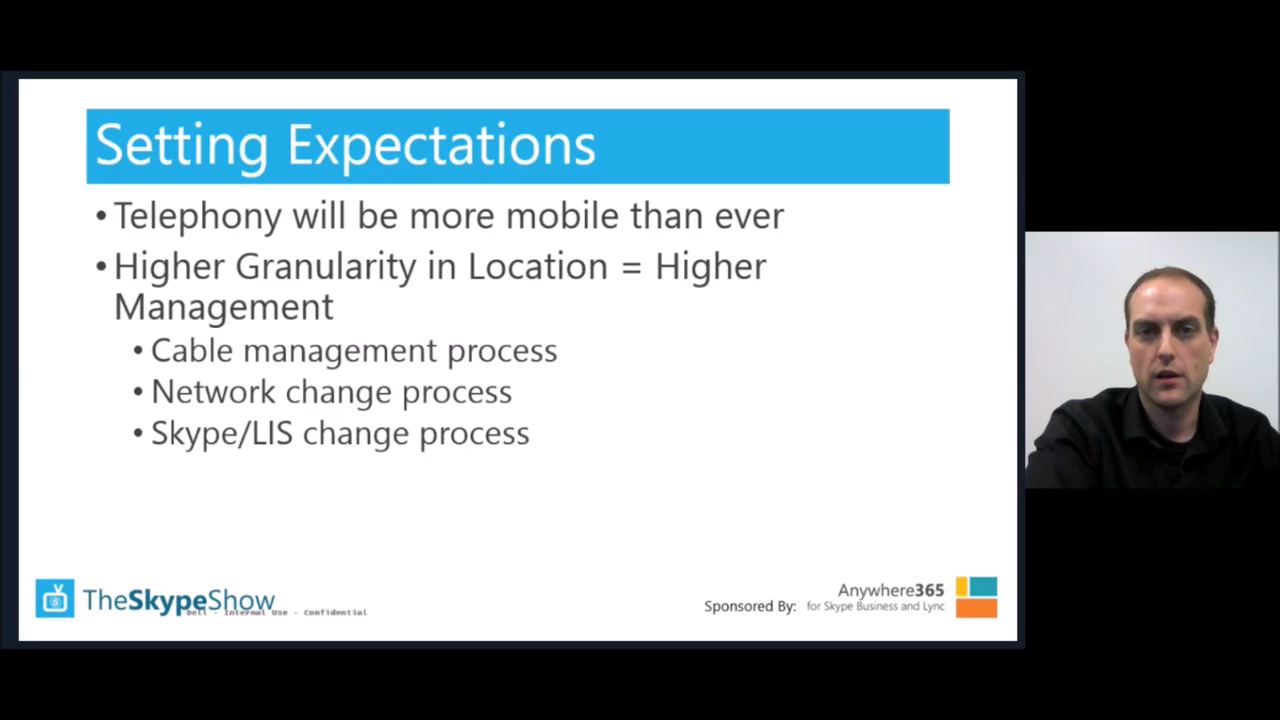 Setting Expectations
• Telephony will be more mobile than ever
• Higher Granularity in Location = Higher
Management
• Cable management process
• Network change process
• Skype/LIS change process
TheSkypeShow
Dell - Internal Use - Confidential
Sponsored By:
Anywhere365
for Skype Business and Lync